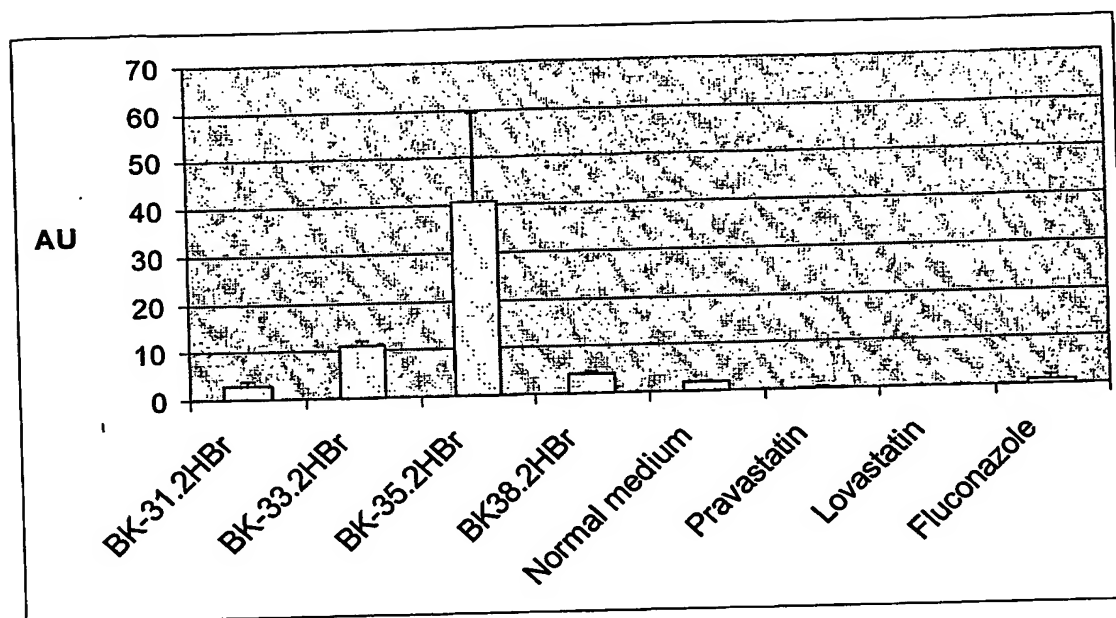 70
60
50
40
30
20
10
0
AU
BK-31.2HBr
BK-33.2HBr
BK-35.2HBr
BK38.2HBr
Normal medium
Pravastatin
Lovastatin
Fluconazole